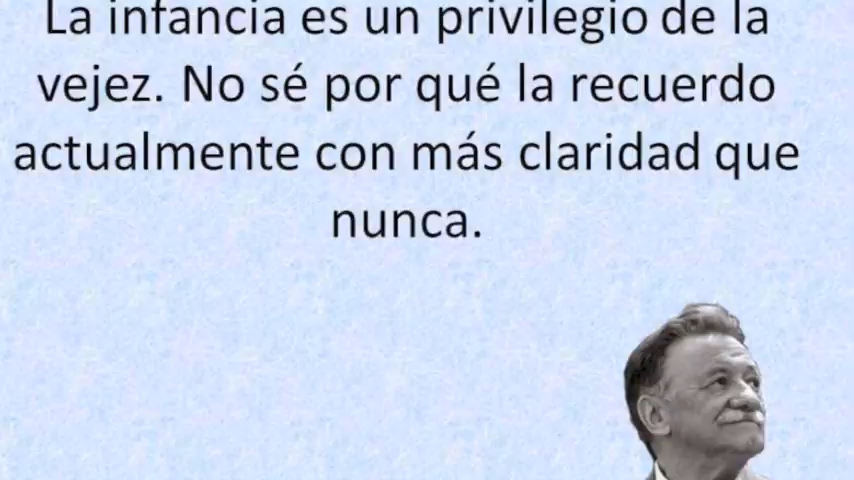 La infancia es un privilegio de la
vejez. No sé por qué la recuerdo
actualmente con más claridad que
nunca.